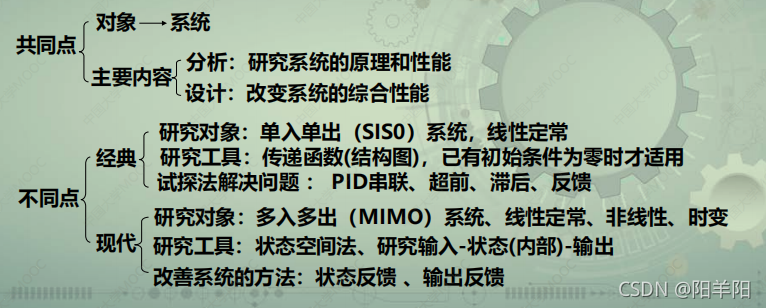 共同点
对象 → 系统
主要内容
分析：研究系统的原理和性能
设计：改变系统的综合性能
不同点
经典
研究对象：单入单出（SIS0）系统，线性定常
研究工具：传递函数(结构图)，已有初始条件为零时才适用
试探法解决问题 ： PID串联、超前、滞后、反馈
现代
研究对象：多入多出（MIMO）系统、线性定常、非线性、时变
研究工具：状态空间法、研究输入-状态(内部)-输出
改善系统的方法：状态反馈 、输出反馈
CSDN @阳羊阳